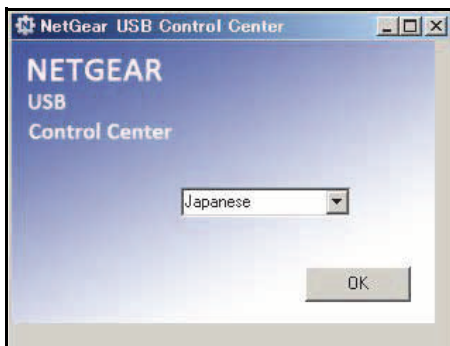 NetGear USB Control Center
NETGEAR
USB
Control Center
Japanese
OK